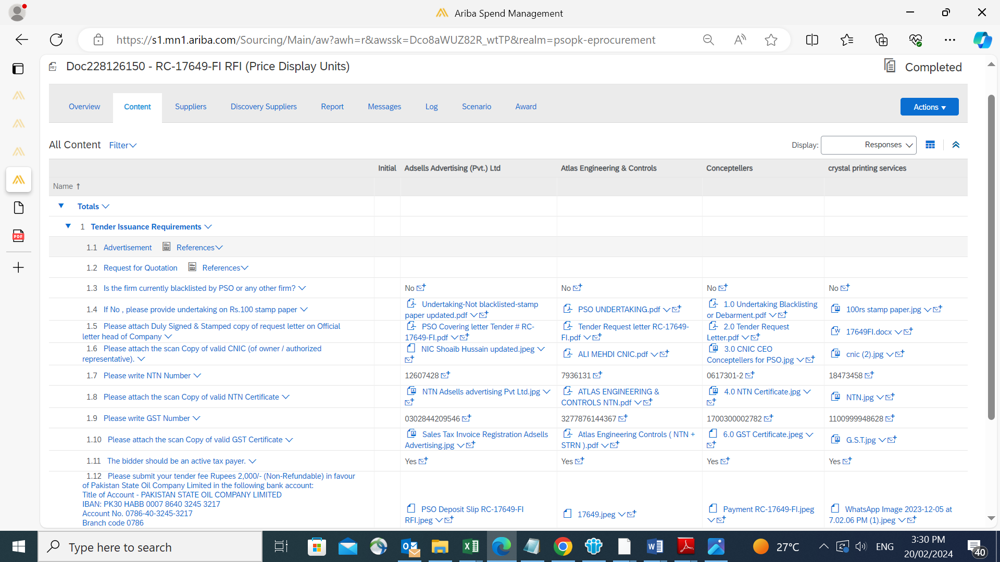 Ariba Spend Management
https://s1.mn1.ariba.com/Sourcing/Main/aw?awh=r&awssk=Dco8aWUZ82R_wtTP&realm=psopk-eprocurement
Doc228126150 - RC-17649-FI RFI (Price Display Units)
Completed
Overview Content Suppliers Discovery Suppliers Report Messages Log Scenario Award
Actions
All Content Filter
Display: Responses
Initial Adsells Advertising (Pvt.) Ltd Atlas Engineering & Controls Conceptellers crystal printing services
Name ↑
Totals
1 Tender Issuance Requirements
1.1 Advertisement References
1.2 Request for Quotation References
1.3 Is the firm currently blacklisted by PSO or any other firm? No No No No
1.4 If No , please provide undertaking on Rs.100 stamp paper
Undertaking-Not blacklisted-stamp
paper updated.pdf
PSO UNDERTAKING.pdf
1.0 Undertaking Blacklisting
or Debarment.pdf
100rs stamp paper.jpg
1.5 Please attach Duly Signed & Stamped copy of request letter on Official
letter head of Company
PSO Covering letter Tender # RC-
17649-FI.pdf
Tender Request letter RC-17649-
FI.pdf
2.0 Tender Request
Letter.pdf
17649FI.docx
1.6 Please attach the scan Copy of valid CNIC (of owner / authorized
representative).
NIC Shoaib Hussain updated.jpeg
ALI MEHDI CNIC.pdf
3.0 CNIC CEO
Conceptellers for PSO.jpg
cnic (2).jpg
1.7 Please write NTN Number 12607428 7936131 0617301-2 18473458
1.8 Please attach the scan Copy of valid NTN Certificate
NTN Adsells advertising Pvt Ltd.jpg
ATLAS ENGINEERING &
CONTROLS NTN.pdf
4.0 NTN Certificate.jpg
NTN.jpg
1.9 Please write GST Number 0302844209546 3277876144367 1700300002782 1100999948628
1.10 Please attach the scan Copy of valid GST Certificate
Sales Tax Invoice Registration Adsells
Advertising.jpg
Atlas Engineering Controls ( NTN +
STRN ).pdf
6.0 GST Certificate.jpeg
G.S.T.jpg
1.11 The bidder should be an active tax payer. Yes Yes Yes Yes
1.12 Please submit your tender fee Rupees 2,000/- (Non-Refundable) in favour
of Pakistan State Oil Company Limited in the following bank account:
Title of Account - PAKISTAN STATE OIL COMPANY LIMITED
IBAN: PK30 HABB 0007 8640 3245 3217
Account No. 0786-40-3245-3217
Branch code 0786
PSO Deposit Slip RC-17649-FI
RFI.jpeg
17649.jpeg
Payment RC-17649-FI.jpeg
WhatsApp Image 2023-12-05 at
7.02.06 PM (1).jpeg
Type here to search
27°C
ENG
3:30 PM
20/02/2024
40